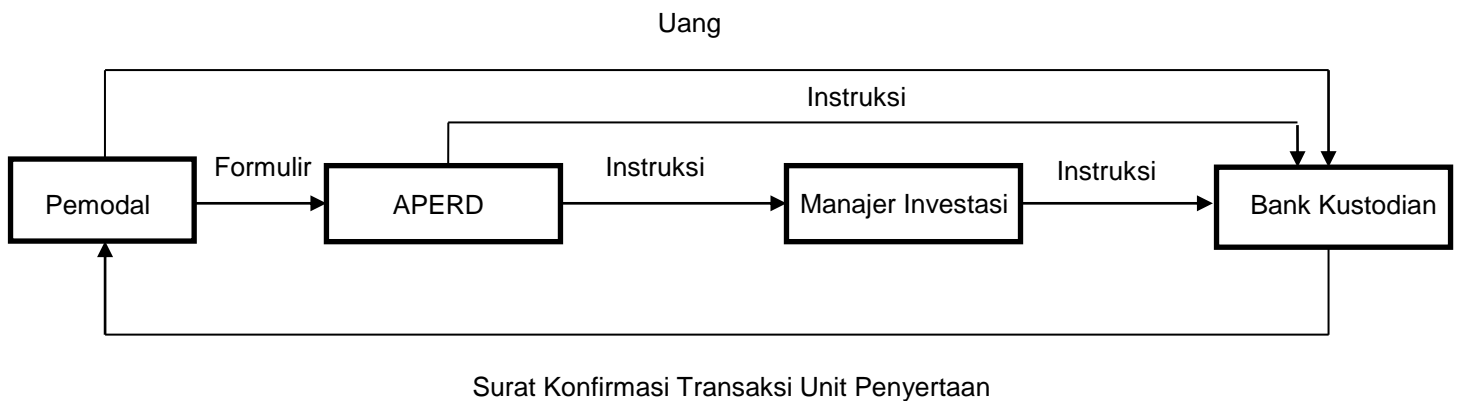 Uang
Instruksi
Formulir
Instruksi
Instruksi
Pemodal
APERD
Manajer Investasi
Bank Kustodian
Surat Konfirmasi Transaksi Unit Penyertaan